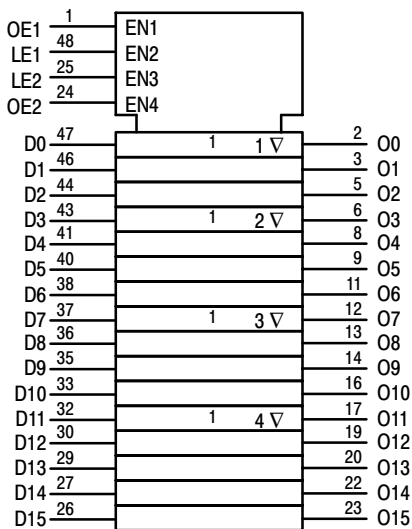 OE1 1 EN1
LE1 48 EN2
LE2 25 EN3
OE2 24 EN4
D0 47 1 1 ∇ 2 O0
D1 46 3 O1
D2 44 5 O2
D3 43 1 2 ∇ 6 O3
D4 41 8 O4
D5 40 9 O5
D6 38 11 O6
D7 37 1 3 ∇ 12 O7
D8 36 13 O8
D9 35 14 O9
D10 33 16 O10
D11 32 1 4 ∇ 17 O11
D12 30 19 O12
D13 29 20 O13
D14 27 22 O14
D15 26 23 O15